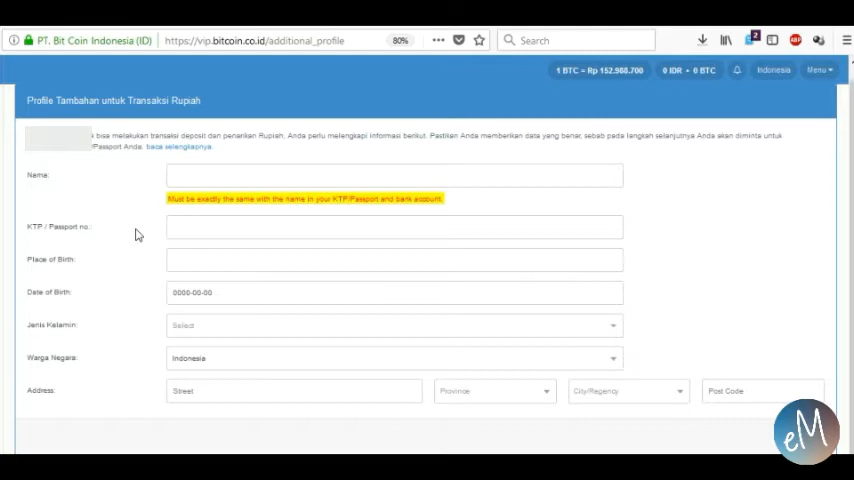 PT. Bit Coin Indonesia (ID) https://vip.bitcoin.co.id/additional_profile 80% Search 2 ABP
1 BTC = Rp 152.988.700 0 IDR • 0 BTC Indonesia Menu
Profile Tambahan untuk Transaksi Rupiah
bisa melakukan transaksi deposit dan penarikan Rupiah, Anda perlu melengkapi informasi berikut. Pastikan Anda memberikan data yang benar, sebab pada langkah selanjutnya Anda akan diminta untuk
/Passport Anda. baca selengkapnya
Name:
Must be exactly the same with the name in your KTP/Passport and bank account.
KTP / Passport no.:
Place of Birth:
Date of Birth: 0000-00-00
Jenis Kelamin: Select
Warga Negara: Indonesia
Address: Street Province City/Regency Post Code
eM